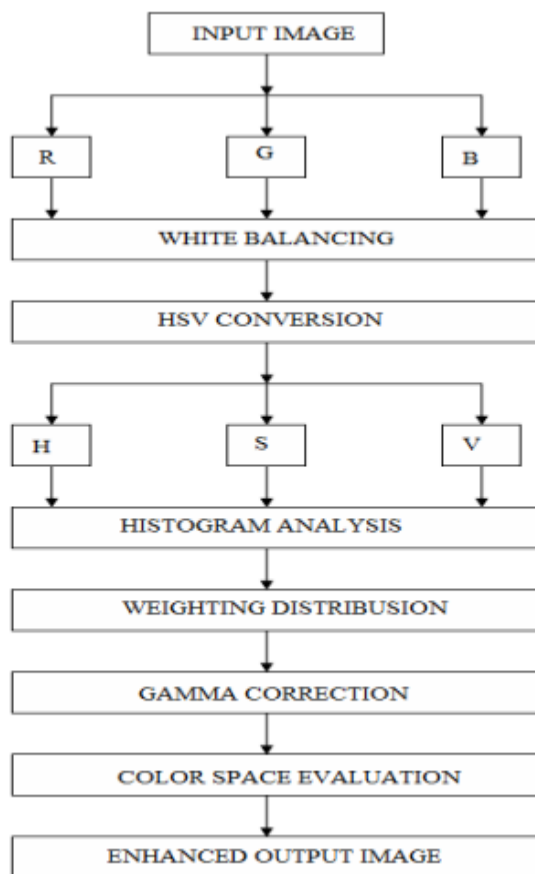 INPUT IMAGE
R G B
WHITE BALANCING
HSV CONVERSION
H S V
HISTOGRAM ANALYSIS
WEIGHTING DISTRIBUSION
GAMMA CORRECTION
COLOR SPACE EVALUATION
ENHANCED OUTPUT IMAGE